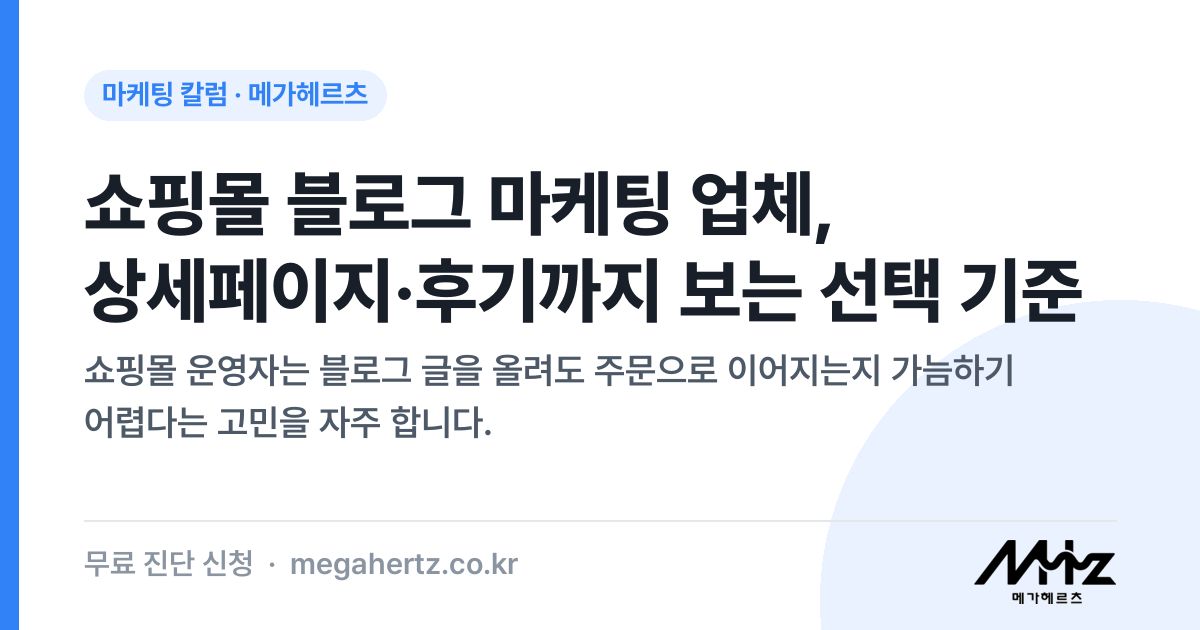 마케팅 칼럼 · 메가헤르츠
쇼핑몰 블로그 마케팅 업체,
상세페이지·후기까지 보는 선택 기준
쇼핑몰 운영자는 블로그 글을 올려도 주문으로 이어지는지 가늠하기
어렵다는 고민을 자주 합니다.
무료 진단 신청 · megahertz.co.kr
MHz
메가헤르츠